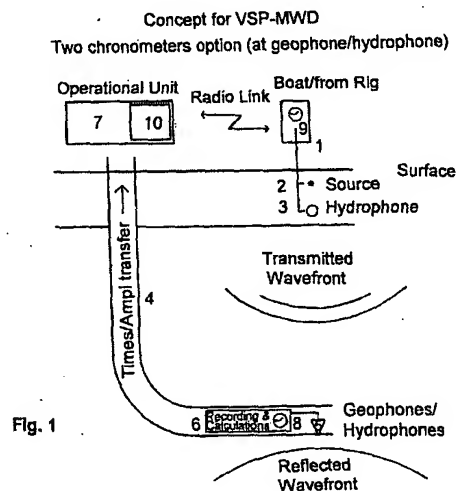 Concept for VSP-MWD
Two chronometers option (at geophone/hydrophone)
Operational Unit
Radio Link
Boat/from Rig
7
10
9
1
Surface
2
Source
3
Hydrophone
Times/Ampl transfer
4
Transmitted
Wavefront
Fig. 1
6
Recording &
Calculations
8
5
Geophones/
Hydrophones
Reflected
Wavefront